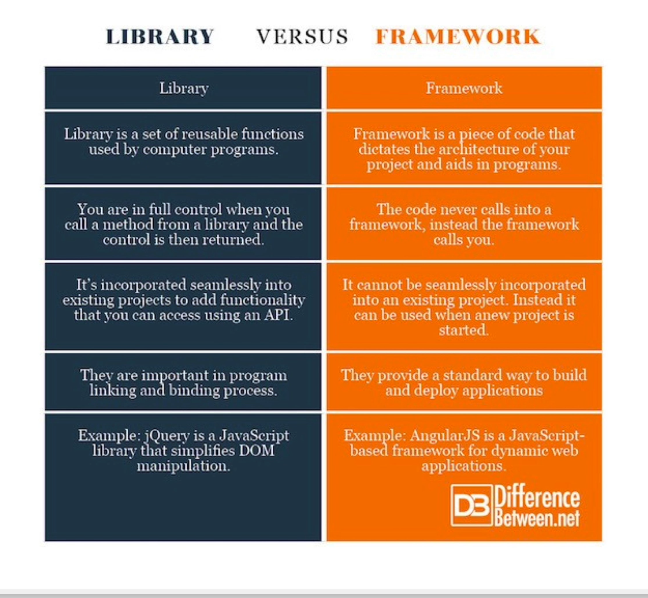 LIBRARY VERSUS FRAMEWORK
Library
Framework
Library is a set of reusable functions
used by computer programs.
Framework is a piece of code that
dictates the architecture of your
project and aids in programs.
You are in full control when you
call a method from a library and the
control is then returned.
The code never calls into a
framework, instead the framework
calls you.
It's incorporated seamlessly into
existing projects to add functionality
that you can access using an API.
It cannot be seamlessly incorporated
into an existing project. Instead it
can be used when anew project is
started.
They are important in program
linking and binding process.
They provide a standard way to build
and deploy applications
Example: jQuery is a JavaScript
library that simplifies DOM
manipulation.
Example: AngularJS is a JavaScript-
based framework for dynamic web
applications.
DB Difference
Between.net